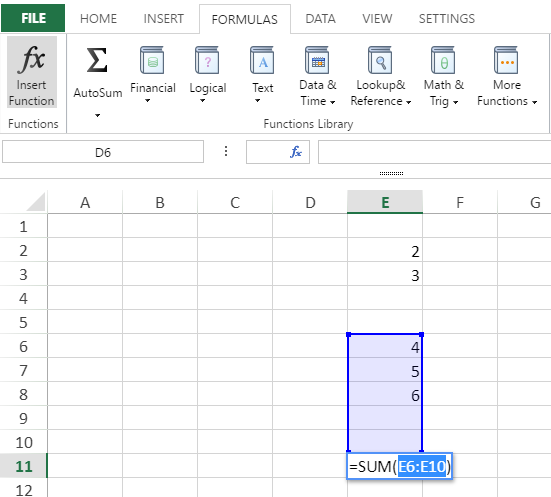 FILE HOME INSERT FORMULAS DATA VIEW SETTINGS
fx Σ ? A θ
Insert Function AutoSum Financial Logical Text Data & Time Lookup& Reference Math & Trig More Functions
Functions Functions Library
D6 fx
A B C D E F G
1
2 2
3 3
4
5
6 4
7 5
8 6
9
10
11 =SUM(E6:E10)
12